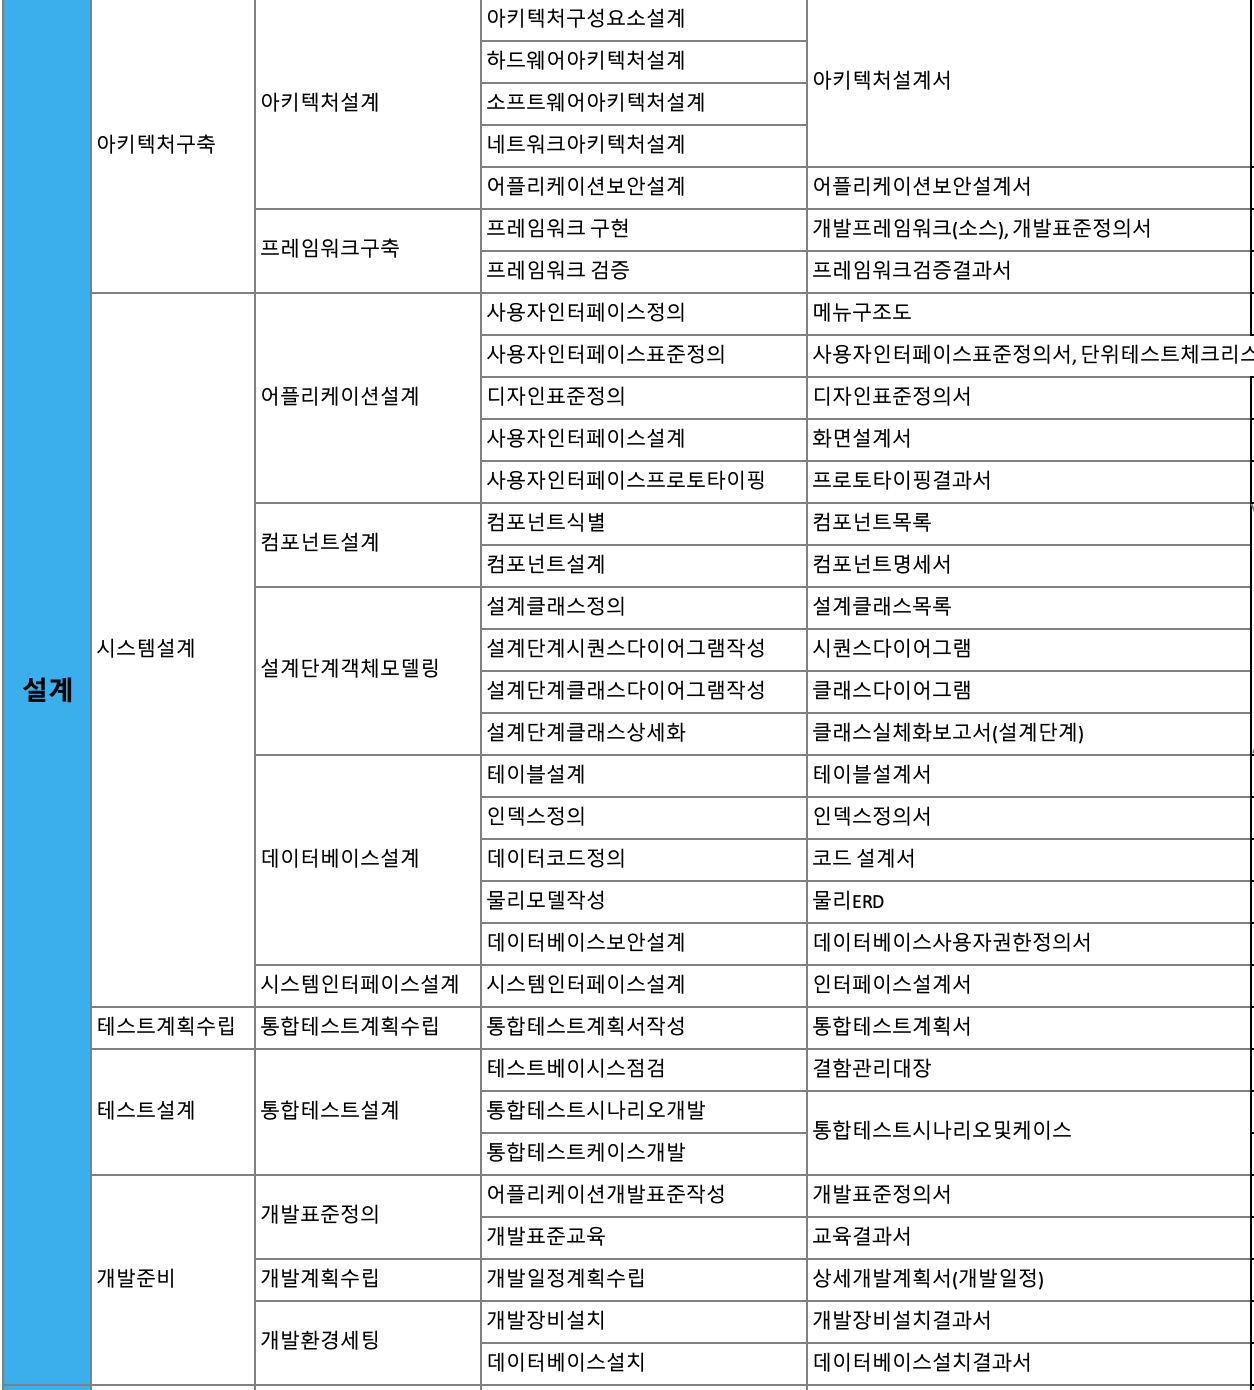 아키텍처구성요소설계
하드웨어아키텍처설계
아키텍처설계서
아키텍처설계
소프트웨어아키텍처설계
아키텍처구축
네트워크아키텍처설계
어플리케이션보안설계 어플리케이션보안설계서
프레임워크구축
프레임워크 구현 개발프레임워크(소스), 개발표준정의서
프레임워크 검증 프레임워크검증결과서
사용자인터페이스정의 메뉴구조도
사용자인터페이스표준정의 사용자인터페이스표준정의서, 단위테스트체크리스
어플리케이션설계 디자인표준정의 디자인표준정의서
사용자인터페이스설계 화면설계서
사용자인터페이스프로토타이핑 프로토타이핑결과서
컴포넌트설계
컴포넌트식별 컴포넌트목록
컴포넌트설계 컴포넌트명세서
설계클래스정의 설계클래스목록
시스템설계
설계단계객체모델링
설계단계시퀀스다이어그램작성 시퀀스다이어그램
설계
설계단계클래스다이어그램작성 클래스다이어그램
설계단계클래스상세화 클래스실체화보고서(설계단계)
테이블설계 테이블설계서
인덱스정의 인덱스정의서
데이터베이스설계 데이터코드정의 코드 설계서
물리모델작성 물리ERD
데이터베이스보안설계 데이터베이스사용자권한정의서
시스템인터페이스설계 시스템인터페이스설계 인터페이스설계서
테스트계획수립 통합테스트계획수립 통합테스트계획서작성 통합테스트계획서
테스트베이시스점검 결함관리대장
테스트설계 통합테스트설계 통합테스트시나리오개발
통합테스트시나리오및케이스
통합테스트케이스개발
개발표준정의
어플리케이션개발표준작성 개발표준정의서
개발표준교육 교육결과서
개발준비 개발계획수립 개발일정계획수립 상세개발계획서(개발일정)
개발환경세팅
개발장비설치 개발장비설치결과서
데이터베이스설치 데이터베이스설치결과서